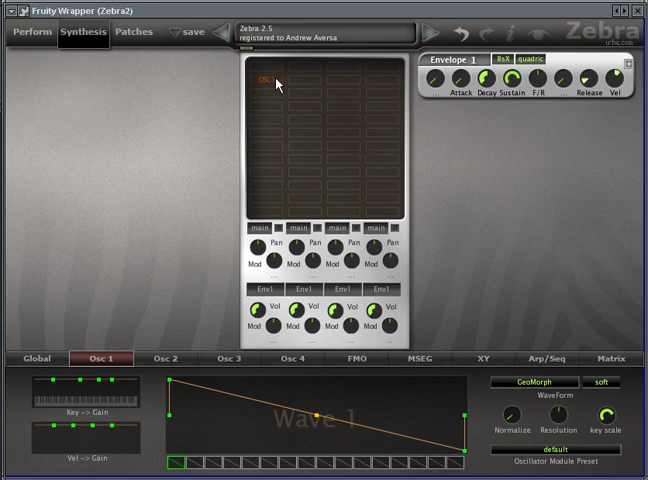 Fruity Wrapper (Zebra2)
Perform Synthesis Patches save
Zebra 2.5
registered to Andrew Aversa
Zebra
u-he.com
Envelope 1 8sX quadric
... Attack Decay Sustain F/R ... Release Vel
OSC1
main main main main
Pan Pan Pan Pan
Mod Mod Mod Mod
... ... ... ...
Env1 Env1 Env1 Env1
Vol Vol Vol Vol
Mod Mod Mod Mod
... ... ... ...
Global Osc 1 Osc 2 Osc 3 Osc 4 FMO MSEG XY Arp/Seq Matrix
Key -> Gain
Vel -> Gain
Wave 1
GeoMorph soft
WaveForm
Normalize Resolution key scale
default
Oscillator Module Preset